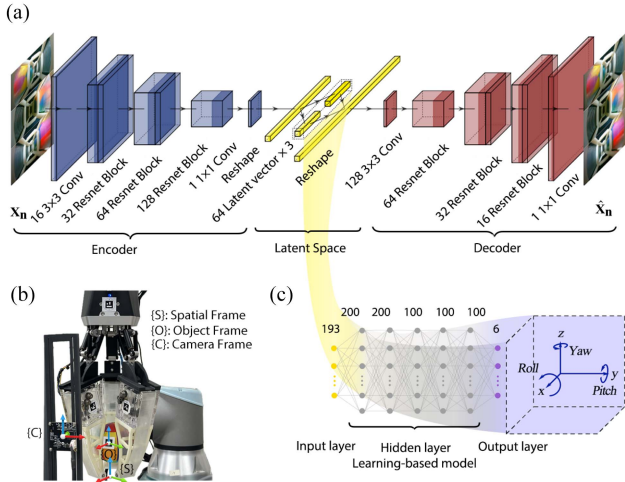 (a)
X_n
16 3×3 Conv
32 Resnet Block
64 Resnet Block
128 Resnet Block
1 1×1 Conv
Reshape
64 Latent vector × 3
Reshape
128 3×3 Conv
64 Resnet Block
32 Resnet Block
16 Resnet Block
1 1×1 Conv
X̂_n
Encoder
Latent Space
Decoder
(b)
{S}: Spatial Frame
{O}: Object Frame
{C}: Camera Frame
{C}
{O}
{S}
(c)
193
200
200
100
100
100
6
z
Yaw
Roll
x
y
Pitch
Input layer
Hidden layer
Output layer
Learning-based model